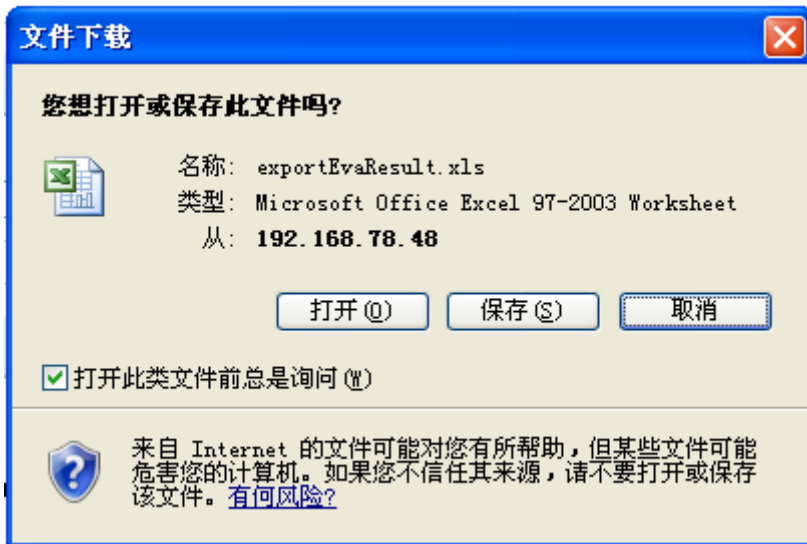 文件下载
您想打开或保存此文件吗?
名称: exportEvaResult.xls
类型: Microsoft Office Excel 97-2003 Worksheet
从: 192.168.78.48
打开(O) 保存(S) 取消
打开此类文件前总是询问(W)
来自 Internet 的文件可能对您有所帮助，但某些文件可能
危害您的计算机。如果您不信任其来源，请不要打开或保存
该文件。有何风险?